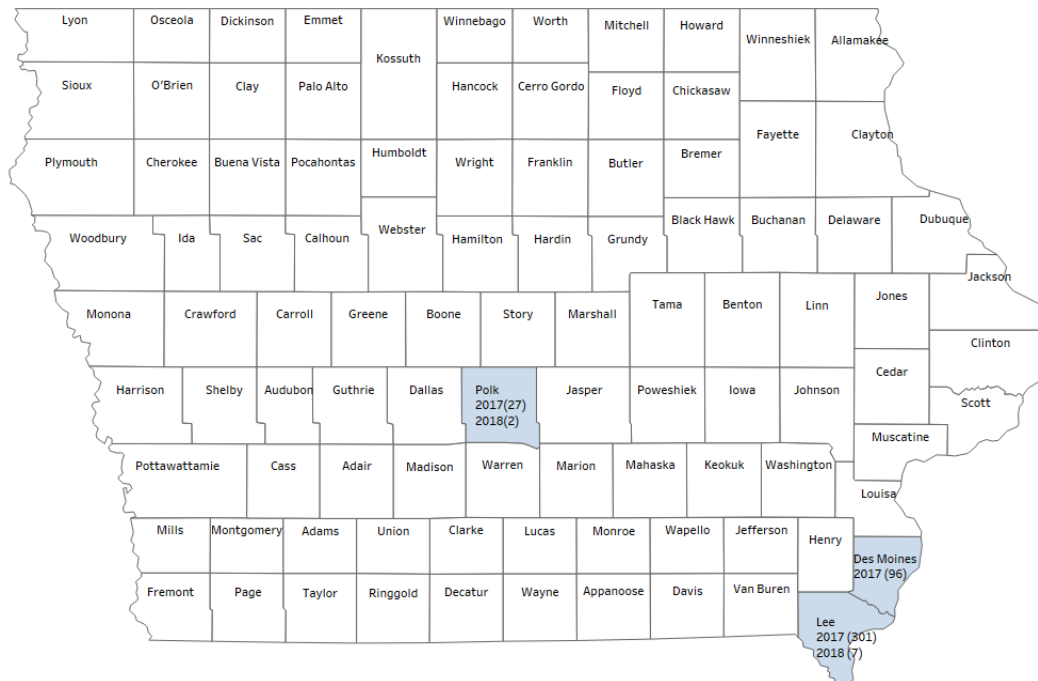 Lyon
Osceola
Dickinson
Emmet
Kossuth
Winnebago
Worth
Mitchell
Howard
Winneshiek
Allamakee
Sioux
O'Brien
Clay
Palo Alto
Hancock
Cerro Gordo
Floyd
Chickasaw
Fayette
Clayton
Plymouth
Cherokee
Buena Vista
Pocahontas
Humboldt
Wright
Franklin
Butler
Bremer
Woodbury
Ida
Sac
Calhoun
Webster
Hamilton
Hardin
Grundy
Black Hawk
Buchanan
Delaware
Dubuque
Monona
Crawford
Carroll
Greene
Boone
Story
Marshall
Tama
Benton
Linn
Jones
Jackson
Clinton
Harrison
Shelby
Audubon
Guthrie
Dallas
Polk
2017(27)
2018(2)
Jasper
Poweshiek
Iowa
Johnson
Cedar
Scott
Muscatine
Pottawattamie
Cass
Adair
Madison
Warren
Marion
Mahaska
Keokuk
Washington
Louisa
Mills
Montgomery
Adams
Union
Clarke
Lucas
Monroe
Wapello
Jefferson
Henry
Des Moines
2017 (96)
Fremont
Page
Taylor
Ringgold
Decatur
Wayne
Appanoose
Davis
Van Buren
Lee
2017 (301)
2018 (7)